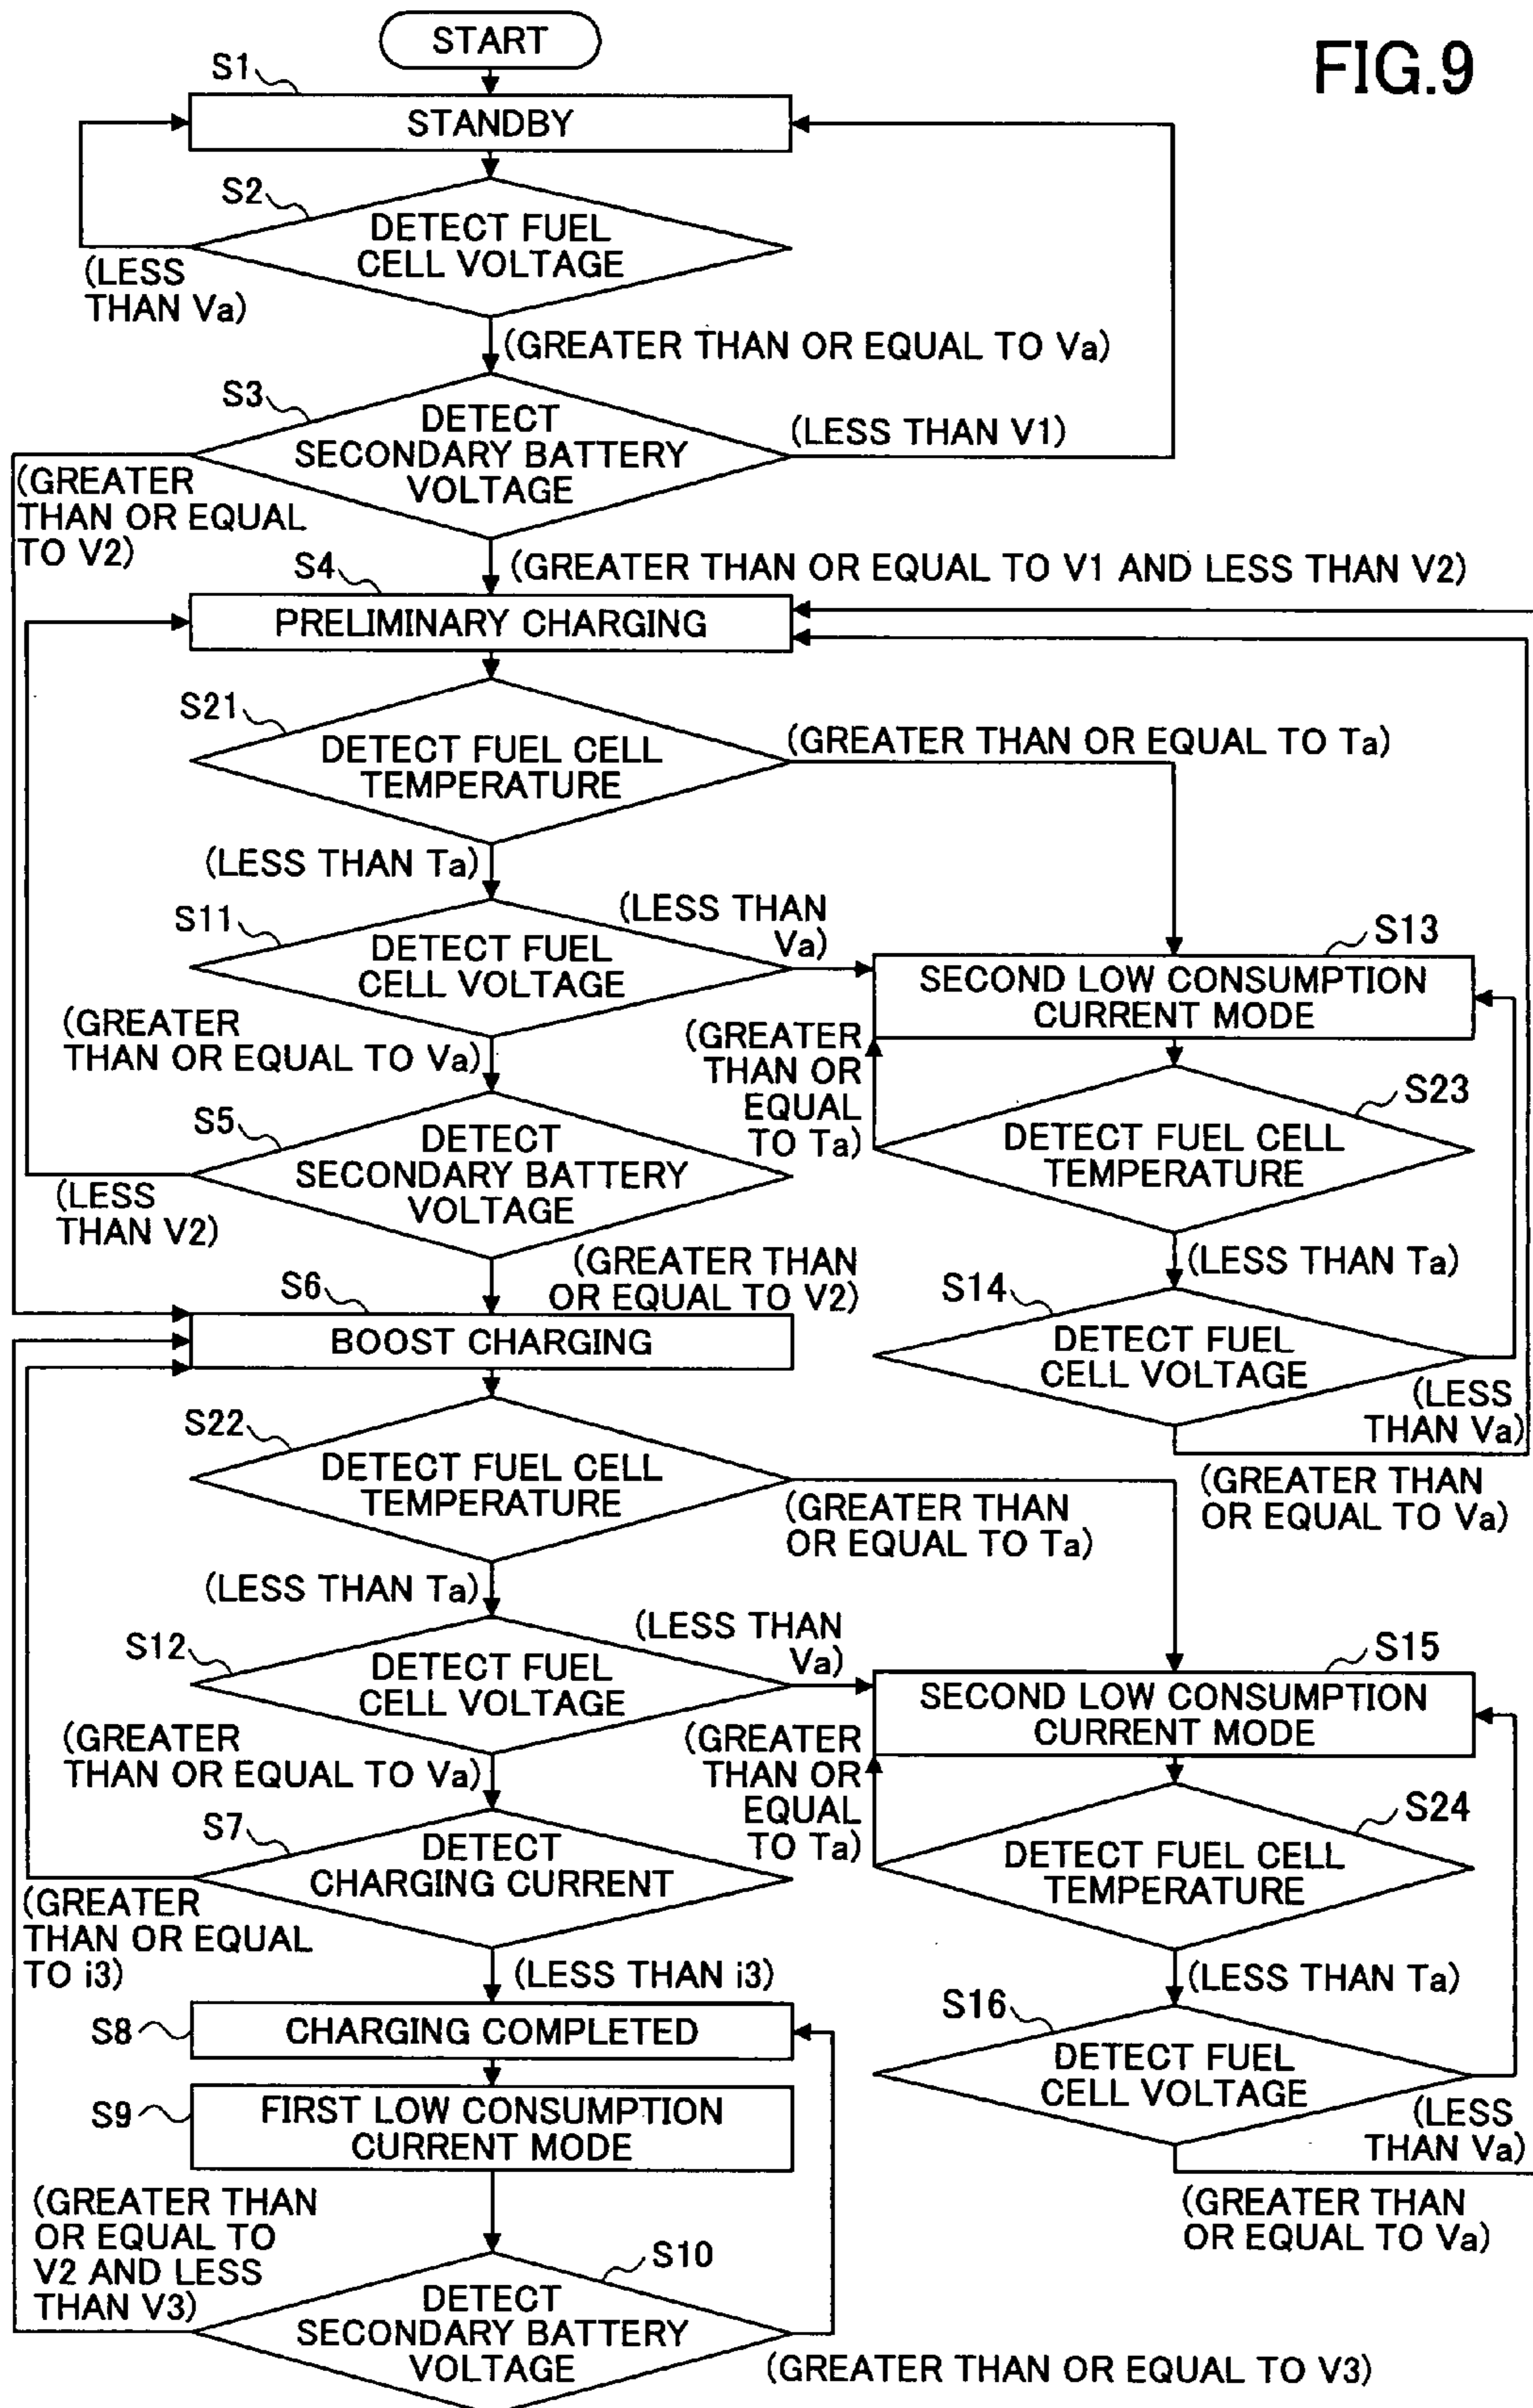 FIG.9
START
S1
STANDBY
S2
DETECT FUEL
CELL VOLTAGE
(LESS
THAN Va)
(GREATER THAN OR EQUAL TO Va)
S3
DETECT
SECONDARY BATTERY
VOLTAGE
(LESS THAN V1)
(GREATER
THAN OR EQUAL
TO V2)
(GREATER THAN OR EQUAL TO V1 AND LESS THAN V2)
S4
PRELIMINARY CHARGING
S21
DETECT FUEL CELL
TEMPERATURE
(GREATER THAN OR EQUAL TO Ta)
(LESS THAN Ta)
S11
DETECT FUEL
CELL VOLTAGE
(LESS THAN
Va)
S13
SECOND LOW CONSUMPTION
CURRENT MODE
(GREATER
THAN OR EQUAL TO Va)
(GREATER
THAN OR
EQUAL
TO Ta)
S23
DETECT FUEL CELL
TEMPERATURE
S5
DETECT
SECONDARY BATTERY
VOLTAGE
(LESS
THAN V2)
(GREATER THAN
OR EQUAL TO V2)
(LESS THAN Ta)
S14
DETECT FUEL
CELL VOLTAGE
(LESS
THAN Va)
(GREATER THAN
OR EQUAL TO Va)
S6
BOOST CHARGING
S22
DETECT FUEL CELL
TEMPERATURE
(GREATER THAN
OR EQUAL TO Ta)
(LESS THAN Ta)
S12
DETECT FUEL
CELL VOLTAGE
(LESS THAN
Va)
S15
SECOND LOW CONSUMPTION
CURRENT MODE
(GREATER
THAN OR EQUAL TO Va)
(GREATER
THAN OR
EQUAL
TO Ta)
S24
DETECT FUEL CELL
TEMPERATURE
S7
DETECT
CHARGING CURRENT
(GREATER
THAN OR EQUAL
TO i3)
(LESS THAN i3)
(LESS THAN Ta)
S16
DETECT FUEL
CELL VOLTAGE
(LESS
THAN Va)
(GREATER THAN
OR EQUAL TO Va)
S8
CHARGING COMPLETED
S9
FIRST LOW CONSUMPTION
CURRENT MODE
(GREATER THAN
OR EQUAL TO
V2 AND LESS
THAN V3)
S10
DETECT
SECONDARY BATTERY
VOLTAGE
(GREATER THAN OR EQUAL TO V3)